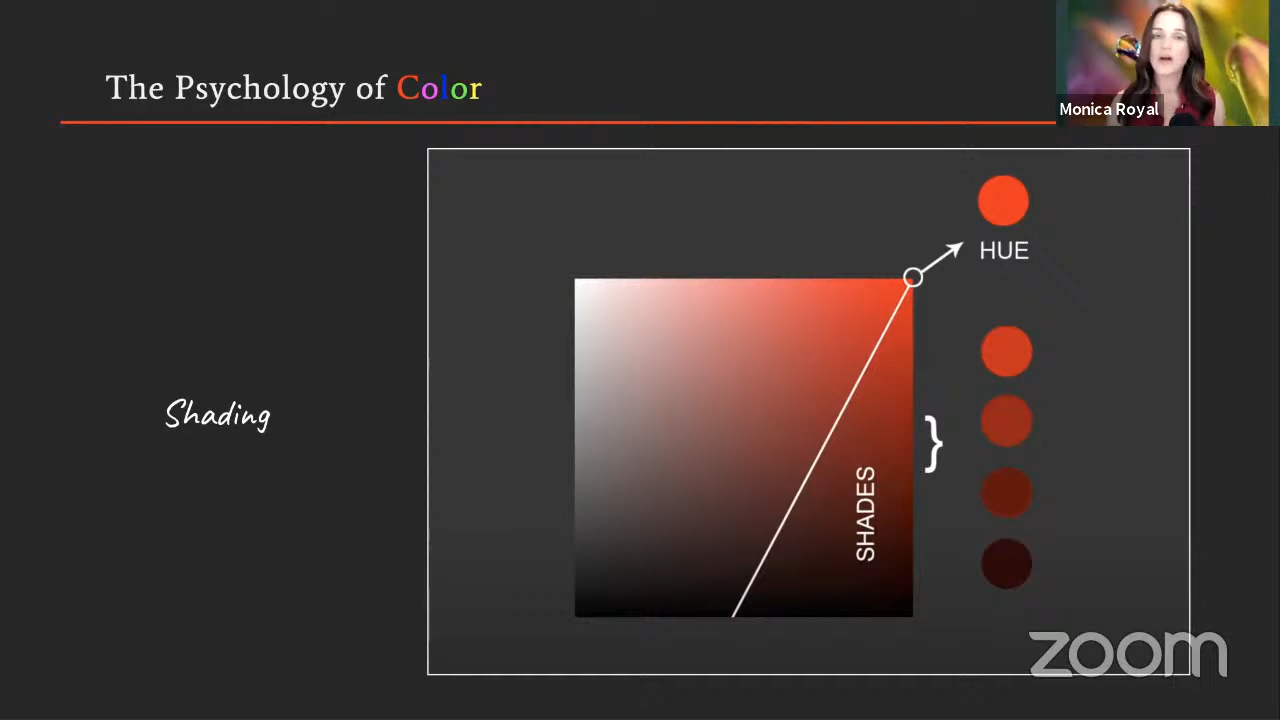 The Psychology of Color
Monica Royal
HUE
Shading
SHADES
}
zoom